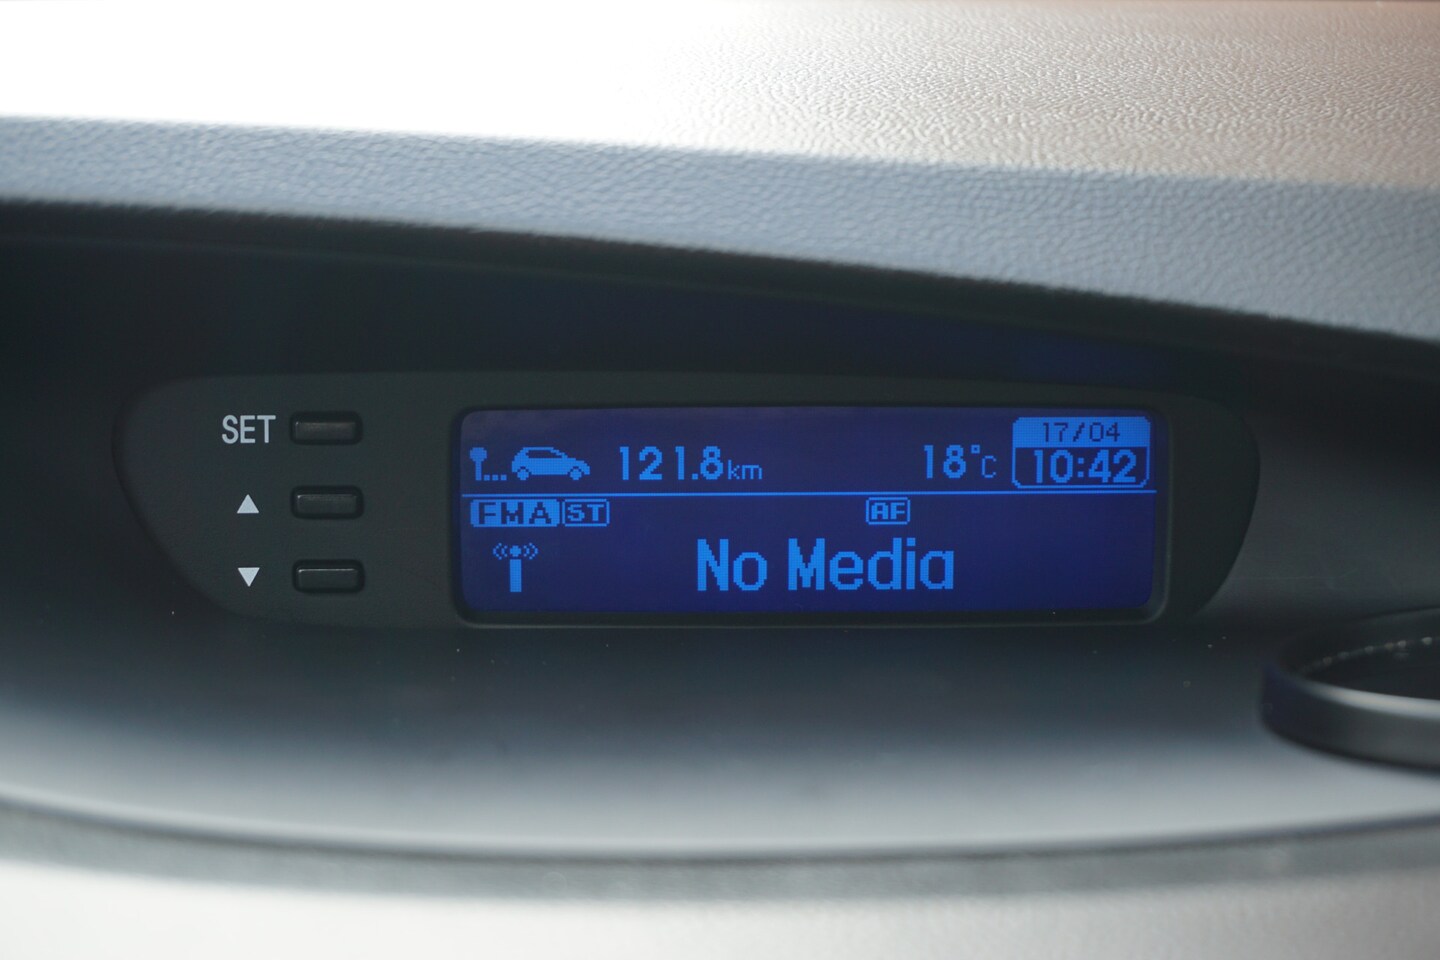 SET
121.8km 18°C 17/04
10:42
FMA ST AF
No Media